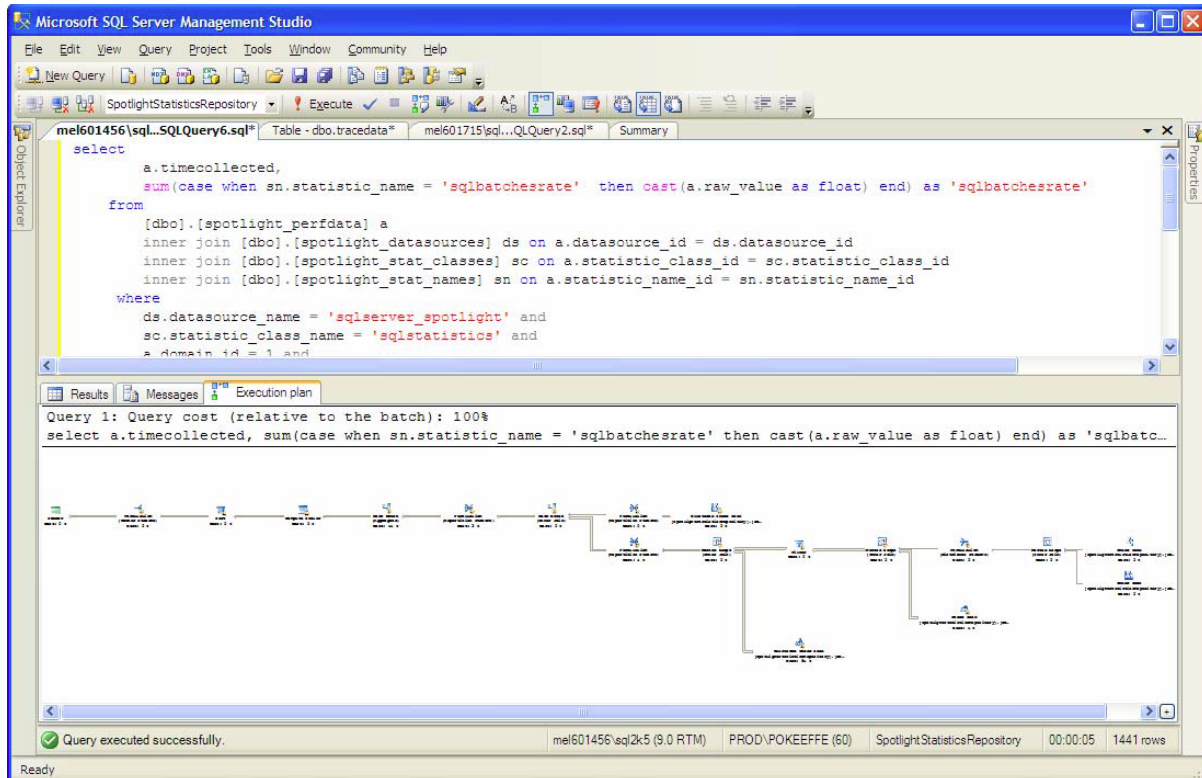 Microsoft SQL Server Management Studio
File Edit View Query Project Tools Window Community Help
New Query
SpotlightStatisticsRepository Execute
mel601456\sql...SQLQuery6.sql* Table - dbo.tracedata* mel601715\sql...QLQuery2.sql* Summary
Object Explorer
Properties
select
a.timecollected,
sum(case when sn.statistic_name = 'sqlbatchesrate' then cast(a.raw_value as float) end) as 'sqlbatchesrate'
from
[dbo].[spotlight_perfdata] a
inner join [dbo].[spotlight_datasources] ds on a.datasource_id = ds.datasource_id
inner join [dbo].[spotlight_stat_classes] sc on a.statistic_class_id = sc.statistic_class_id
inner join [dbo].[spotlight_stat_names] sn on a.statistic_name_id = sn.statistic_name_id
where
ds.datasource_name = 'sqlserver_spotlight' and
sc.statistic_class_name = 'sqlstatistics' and
a.domain_id = 1 and
Results Messages Execution plan
Query 1: Query cost (relative to the batch): 100%
select a.timecollected, sum(case when sn.statistic_name = 'sqlbatchesrate' then cast(a.raw_value as float) end) as 'sqlbatc…
Query executed successfully. mel601456\sql2k5 (9.0 RTM) PROD\POKEEFFE (60) SpotlightStatisticsRepository 00:00:05 1441 rows
Ready